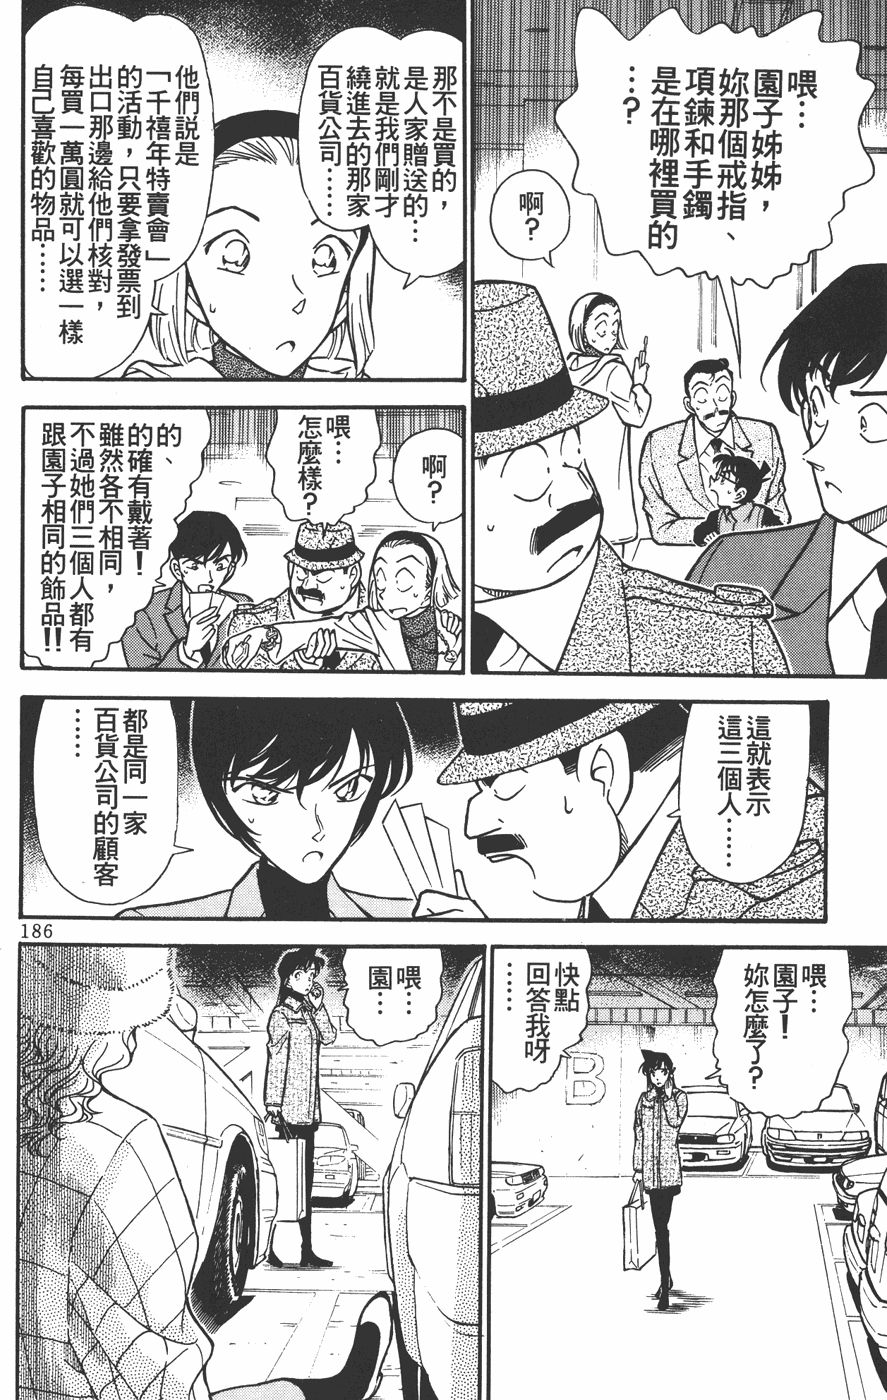 喂…
園子姊姊，
妳那個戒指、
項鍊和手鐲
是在哪裡買的
…？
啊？
那不是買的，
是人家贈送的…
就是我們剛才
繞進去的那家
百貨公司……
他們説是
「千禧年特賣會」
的活動，只要拿發票到
出口那邊給他們核對，
每買一萬圓就可以選一樣
自己喜歡的物品……
啊？
喂…
怎麼樣？
的、
的確有戴著！
雖然各不相同，
不過她們三個人都有
跟園子相同的飾品!!
這就表示
這三個人……
都是同一家
百貨公司的顧客
……
186
喂…
園子！
妳怎麼了？
快點
回答我呀
……
B
喂…
園…